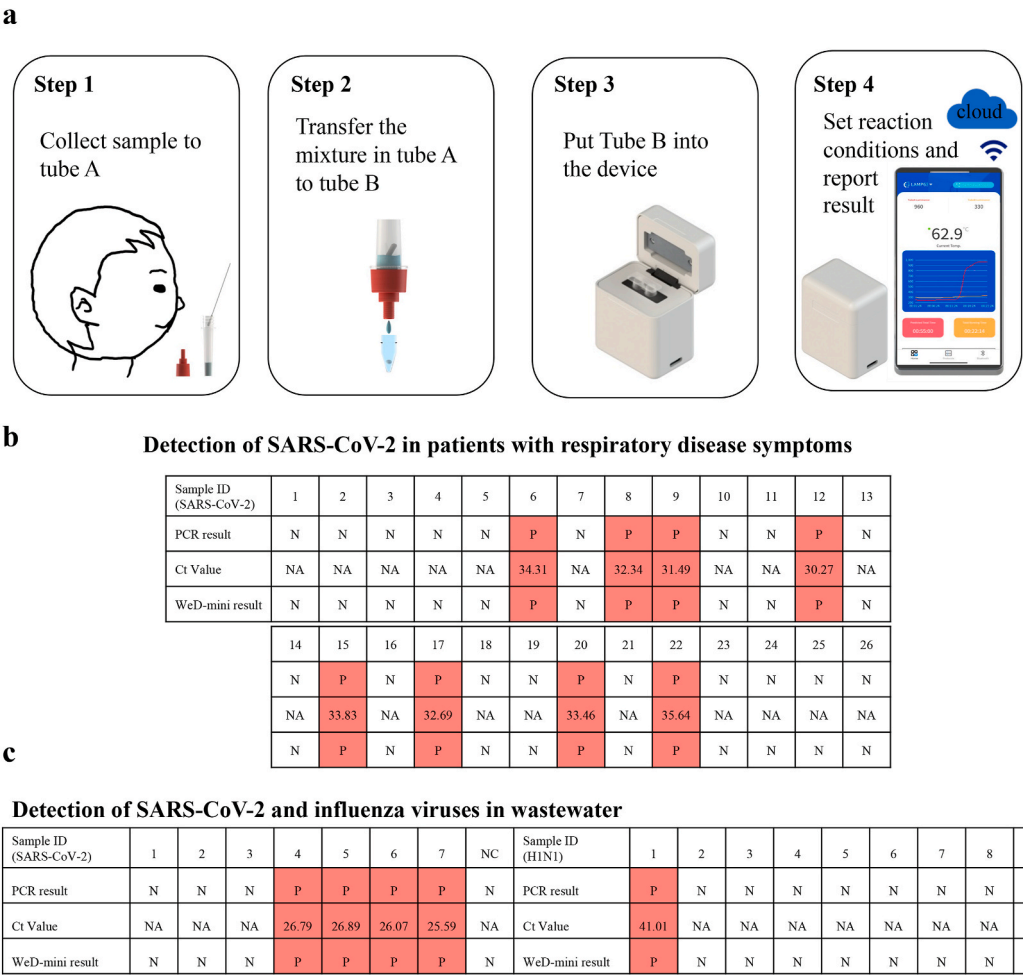 a
Step 1
Collect sample to
tube A
Step 2
Transfer the
mixture in tube A
to tube B
Step 3
Put Tube B into
the device
Step 4
Set reaction
conditions and
report
result
cloud
960
330
62.9
Current Temp.
b
Detection of SARS-CoV-2 in patients with respiratory disease symptoms
Sample ID
(SARS-CoV-2) 1 2 3 4 5 6 7 8 9 10 11 12 13
PCR result N N N N N P N P P N N P N
Ct Value NA NA NA NA NA 34.31 NA 32.34 31.49 NA NA 30.27 NA
WeD-mini result N N N N N P N P P N N P N
14 15 16 17 18 19 20 21 22 23 24 25 26
N P N P N N P N P N N N N
NA 33.83 NA 32.69 NA NA 33.46 NA 35.64 NA NA NA NA
N P N P N N P N P N N N N
c
Detection of SARS-CoV-2 and influenza viruses in wastewater
Sample ID
(SARS-CoV-2) 1 2 3 4 5 6 7 NC Sample ID
(H1N1) 1 2 3 4 5 6 7 8
PCR result N N N P P P P N PCR result P N N N N N N N
Ct Value NA NA NA 26.79 26.89 26.07 25.59 NA Ct Value 41.01 NA NA NA NA NA NA NA
WeD-mini result N N N P P P P N WeD-mini result P N N N N N N N